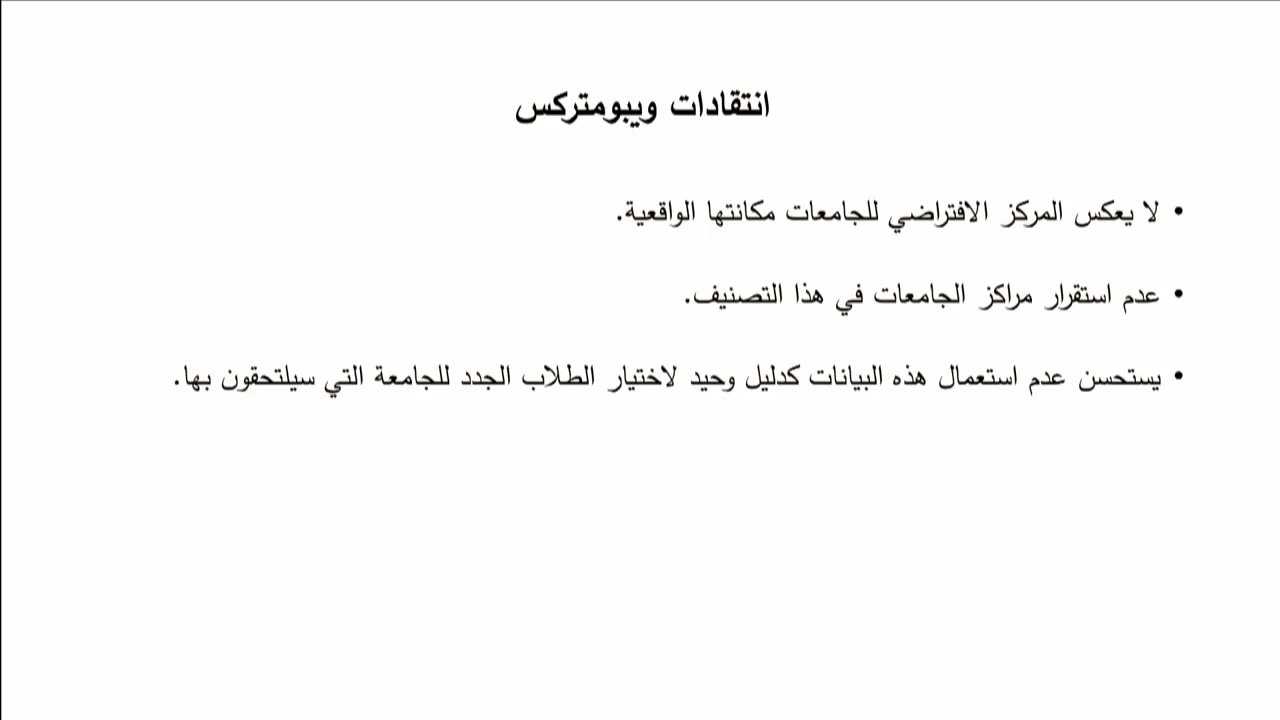 انتقادات ويبومتركس
• لا يعكس المركز الافتراضي للجامعات مكانتها الواقعية.
• عدم استقرار مراكز الجامعات في هذا التصنيف.
• يستحسن عدم استعمال هذه البيانات كدليل وحيد لاختيار الطلاب الجدد للجامعة التي سيلتحقون بها.